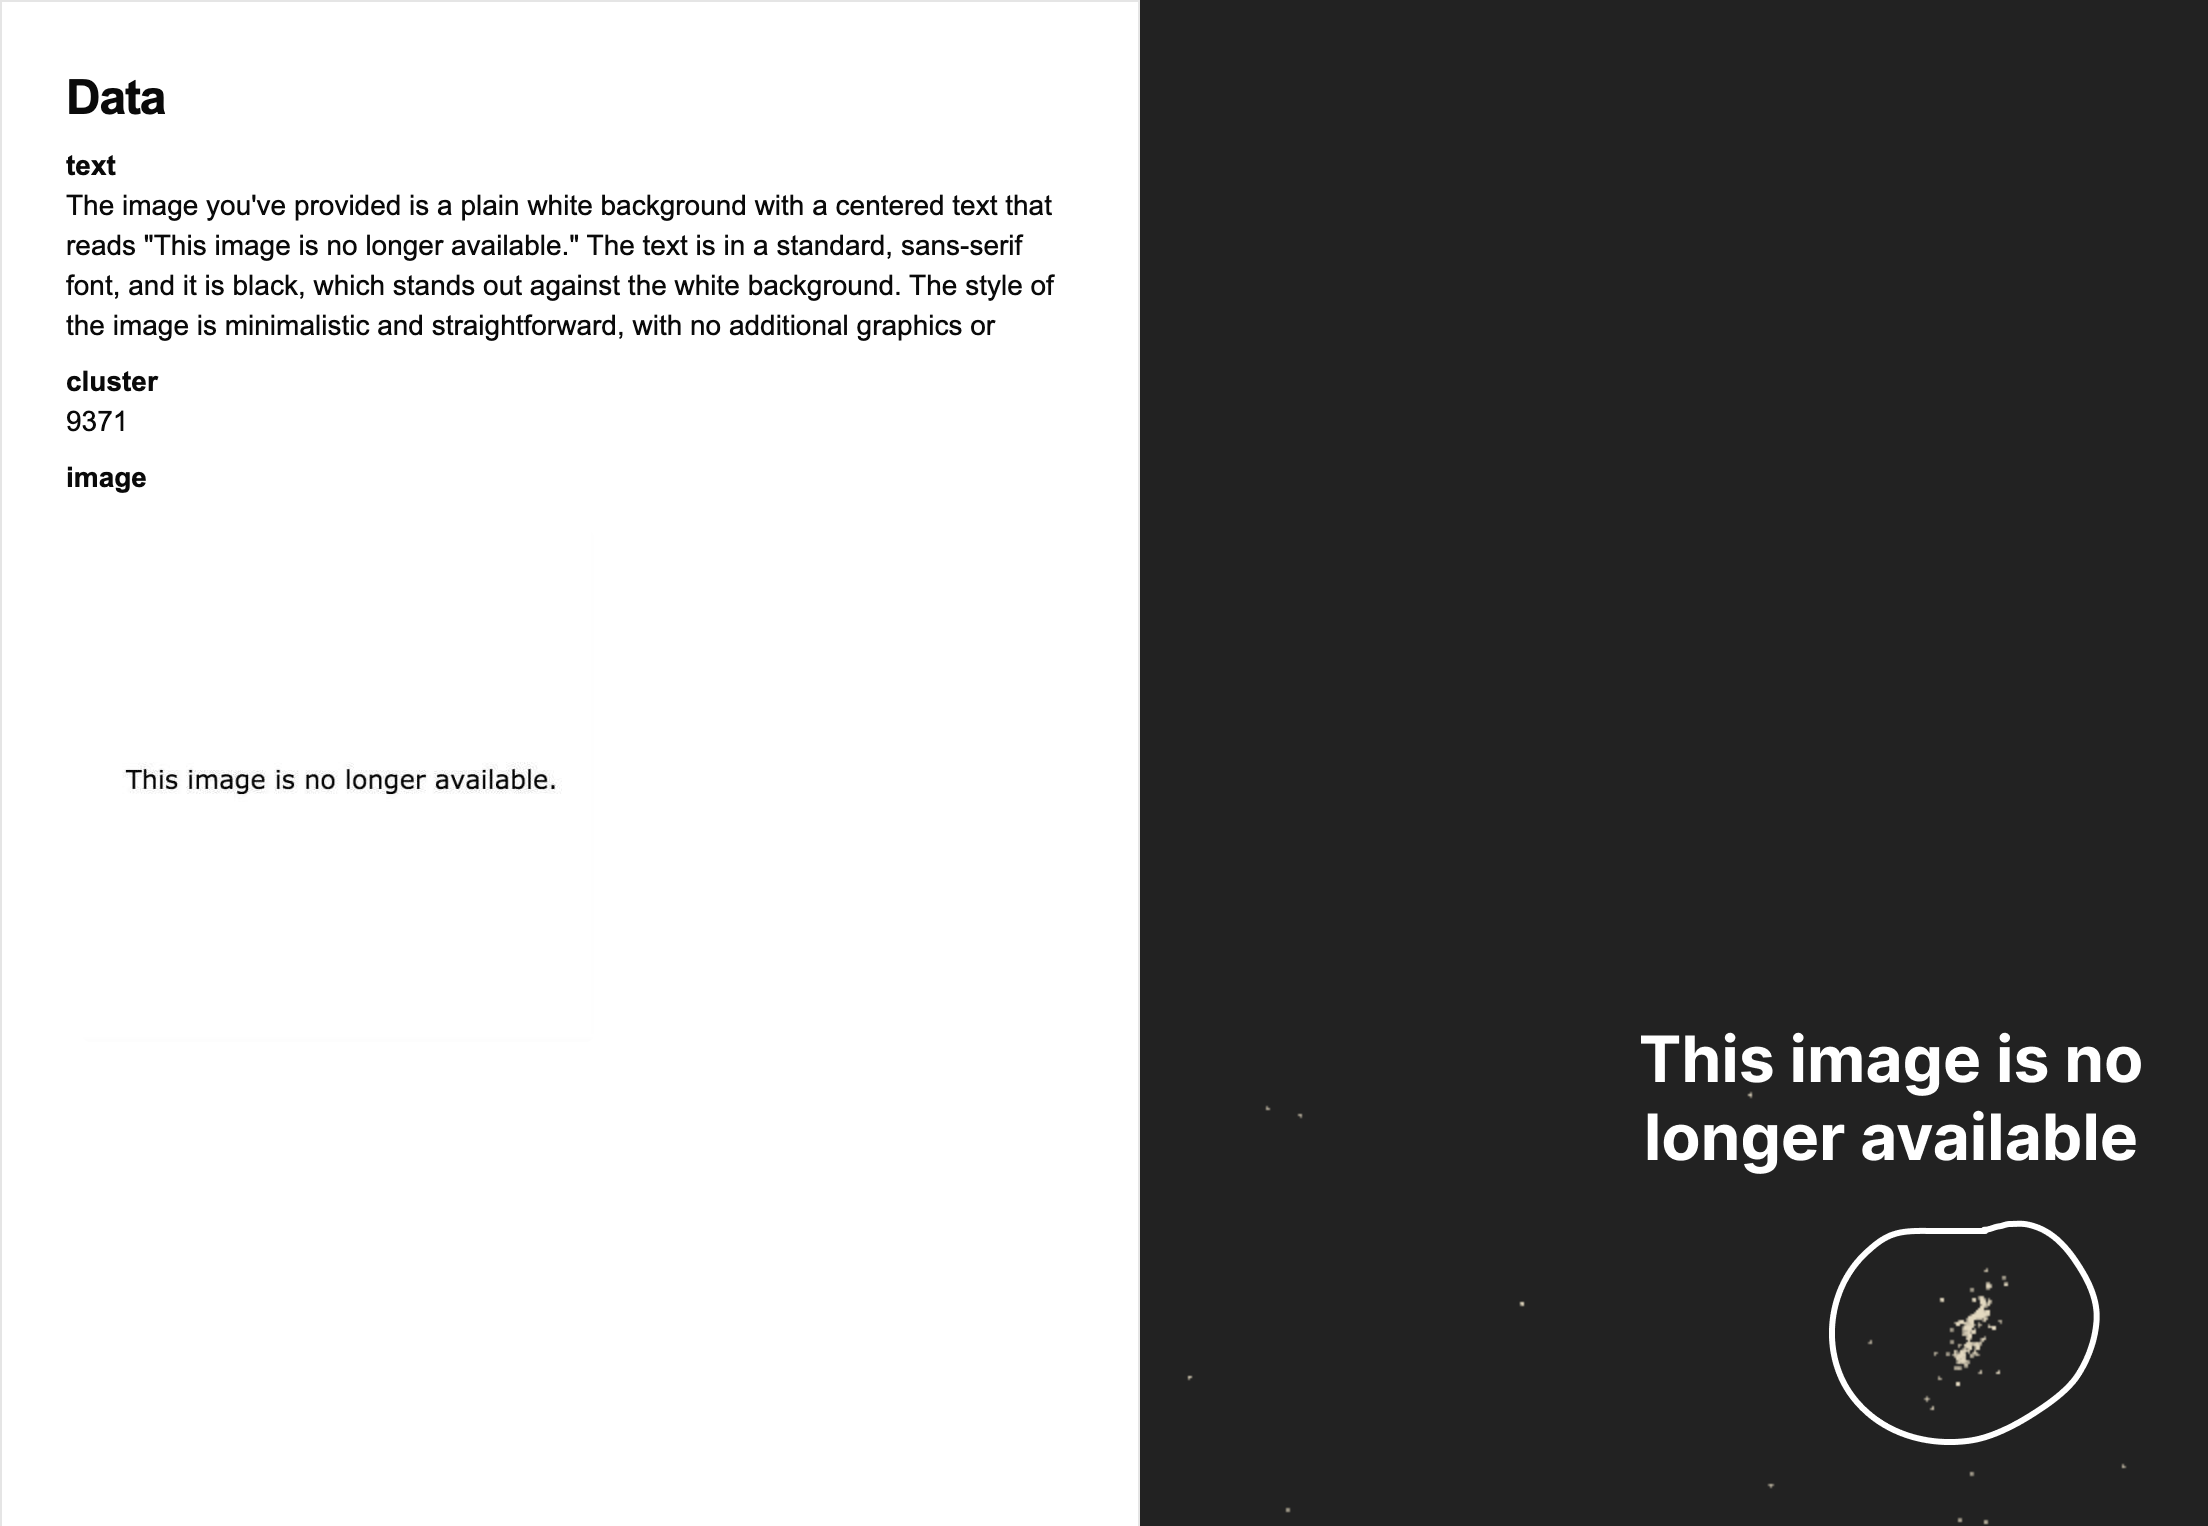 Data
text
The image you've provided is a plain white background with a centered text that
reads "This image is no longer available." The text is in a standard, sans-serif
font, and it is black, which stands out against the white background. The style of
the image is minimalistic and straightforward, with no additional graphics or
cluster
9371
image
This image is no longer available.
This image is no
longer available